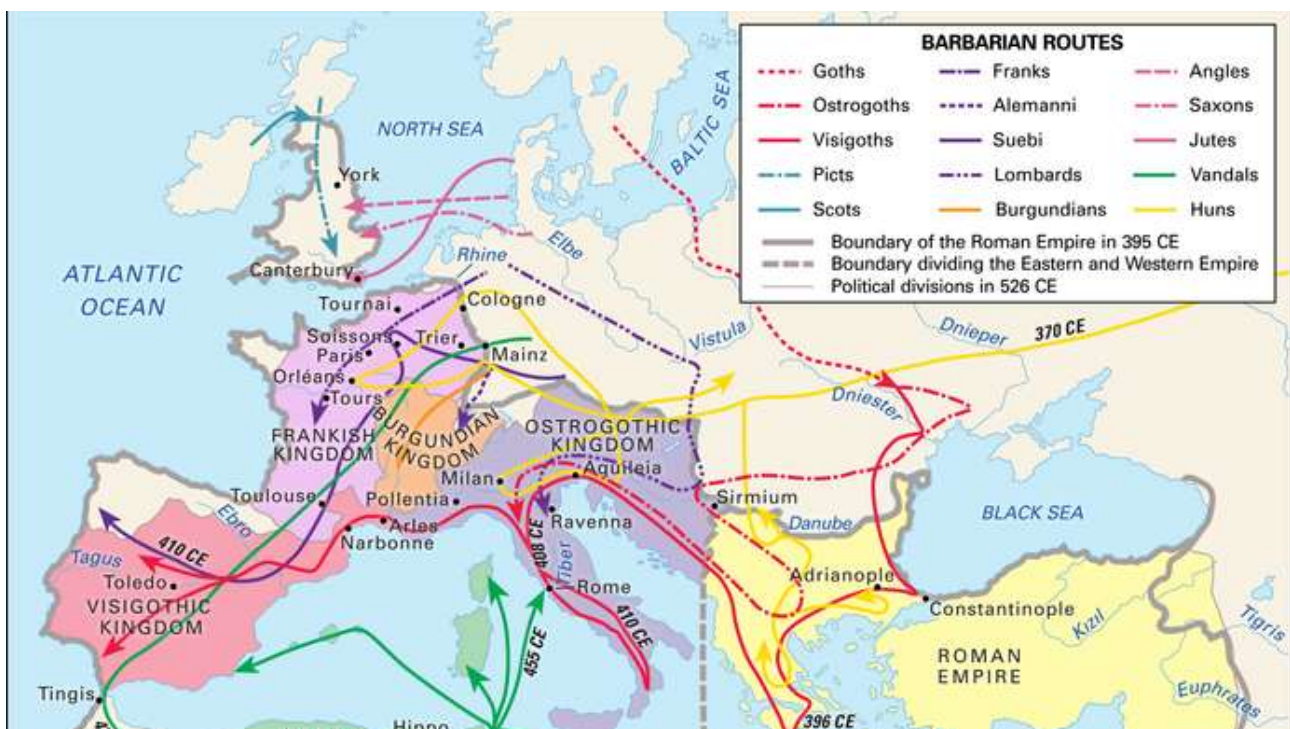 BARBARIAN ROUTES
Goths
Franks
Angles
Ostrogoths
Alemanni
Saxons
Visigoths
Suebi
Jutes
Picts
Lombards
Vandals
Scots
Burgundians
Huns
Boundary of the Roman Empire in 395 CE
Boundary dividing the Eastern and Western Empire
Political divisions in 526 CE
NORTH SEA
BALTIC SEA
York
ATLANTIC
OCEAN
Canterbury
Rhine
Elbe
Tournai
Cologne
Vistula
Dnieper
370 CE
Soissons
Trier
Paris
Mainz
Orléans
Tours
Dniester
FRANKISH
KINGDOM
BURGUNDIAN
KINGDOM
OSTROGOTHIC
KINGDOM
Milan
Aquileia
Toulouse
Pollentia
Sirmium
Ebro
Arles
Ravenna
Danube
BLACK SEA
Narbonne
408 CE
Tiber
410 CE
Tagus
Toledo
Rome
Adrianople
Constantinople
VISIGOTHIC
KINGDOM
410 CE
Kızıl
Tigris
455 CE
ROMAN
EMPIRE
Euphrates
Tingis
Hippo
396 CE